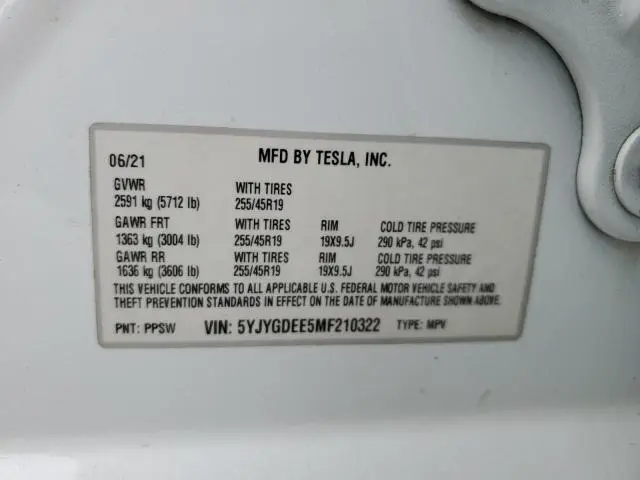 06/21 MFD BY TESLA, INC.
GVWR WITH TIRES
2591 kg (5712 lb) 255/45R19
GAWR FRT WITH TIRES RIM COLD TIRE PRESSURE
1363 kg (3004 lb) 255/45R19 19X9.5J 290 kPa, 42 psi
GAWR RR WITH TIRES RIM COLD TIRE PRESSURE
1636 kg (3606 lb) 255/45R19 19X9.5J 290 kPa, 42 psi
THIS VEHICLE CONFORMS TO ALL APPLICABLE U.S. FEDERAL MOTOR VEHICLE SAFETY AND
THEFT PREVENTION STANDARDS IN EFFECT ON THE DATE OF MANUFACTURE SHOWN ABOVE.
PNT: PPSW VIN: 5YJYGDEE5MF210322 TYPE: MPV